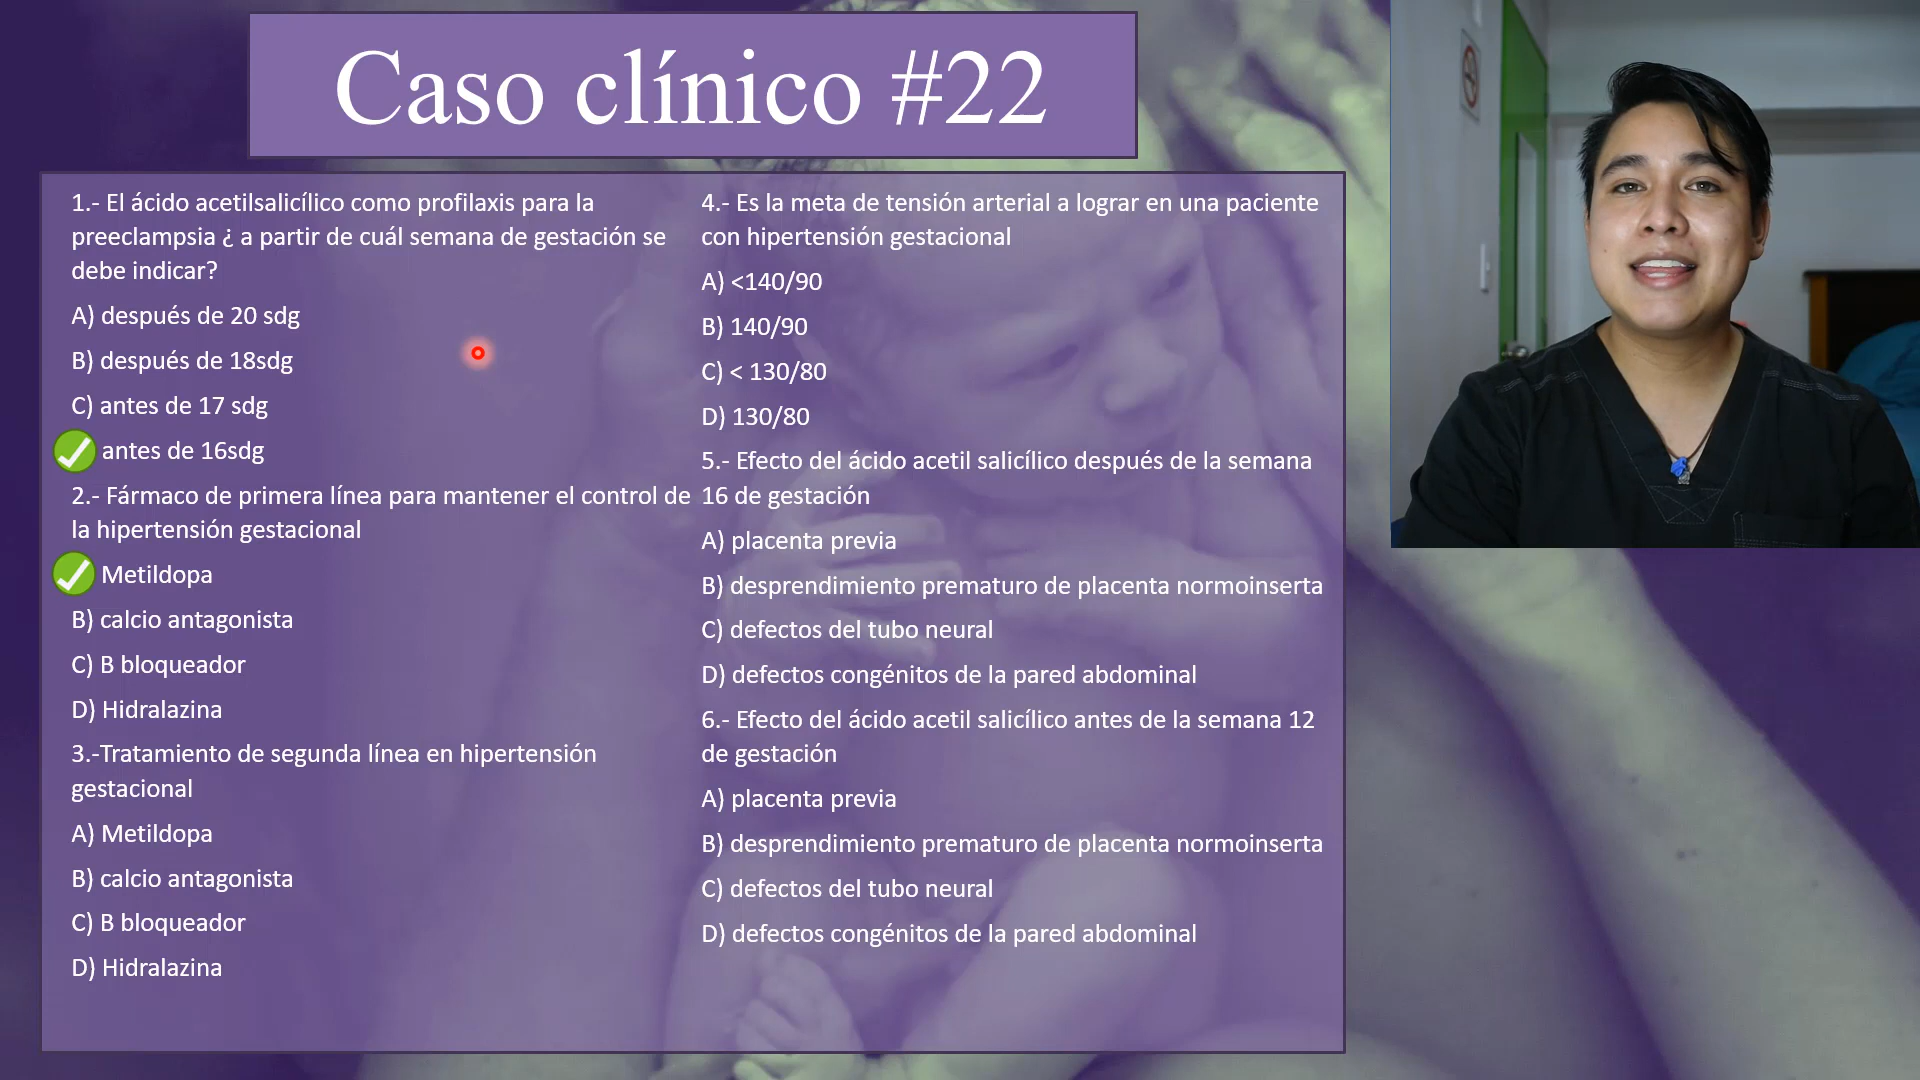 Caso clínico #22
1.- El ácido acetilsalicílico como profilaxis para la
preeclampsia ¿ a partir de cuál semana de gestación se
debe indicar?
A) después de 20 sdg
B) después de 18sdg
C) antes de 17 sdg
antes de 16sdg
2.- Fármaco de primera línea para mantener el control de
la hipertensión gestacional
Metildopa
B) calcio antagonista
C) B bloqueador
D) Hidralazina
3.-Tratamiento de segunda línea en hipertensión
gestacional
A) Metildopa
B) calcio antagonista
C) B bloqueador
D) Hidralazina
4.- Es la meta de tensión arterial a lograr en una paciente
con hipertensión gestacional
A) <140/90
B) 140/90
C) < 130/80
D) 130/80
5.- Efecto del ácido acetil salicílico después de la semana
16 de gestación
A) placenta previa
B) desprendimiento prematuro de placenta normoinserta
C) defectos del tubo neural
D) defectos congénitos de la pared abdominal
6.- Efecto del ácido acetil salicílico antes de la semana 12
de gestación
A) placenta previa
B) desprendimiento prematuro de placenta normoinserta
C) defectos del tubo neural
D) defectos congénitos de la pared abdominal